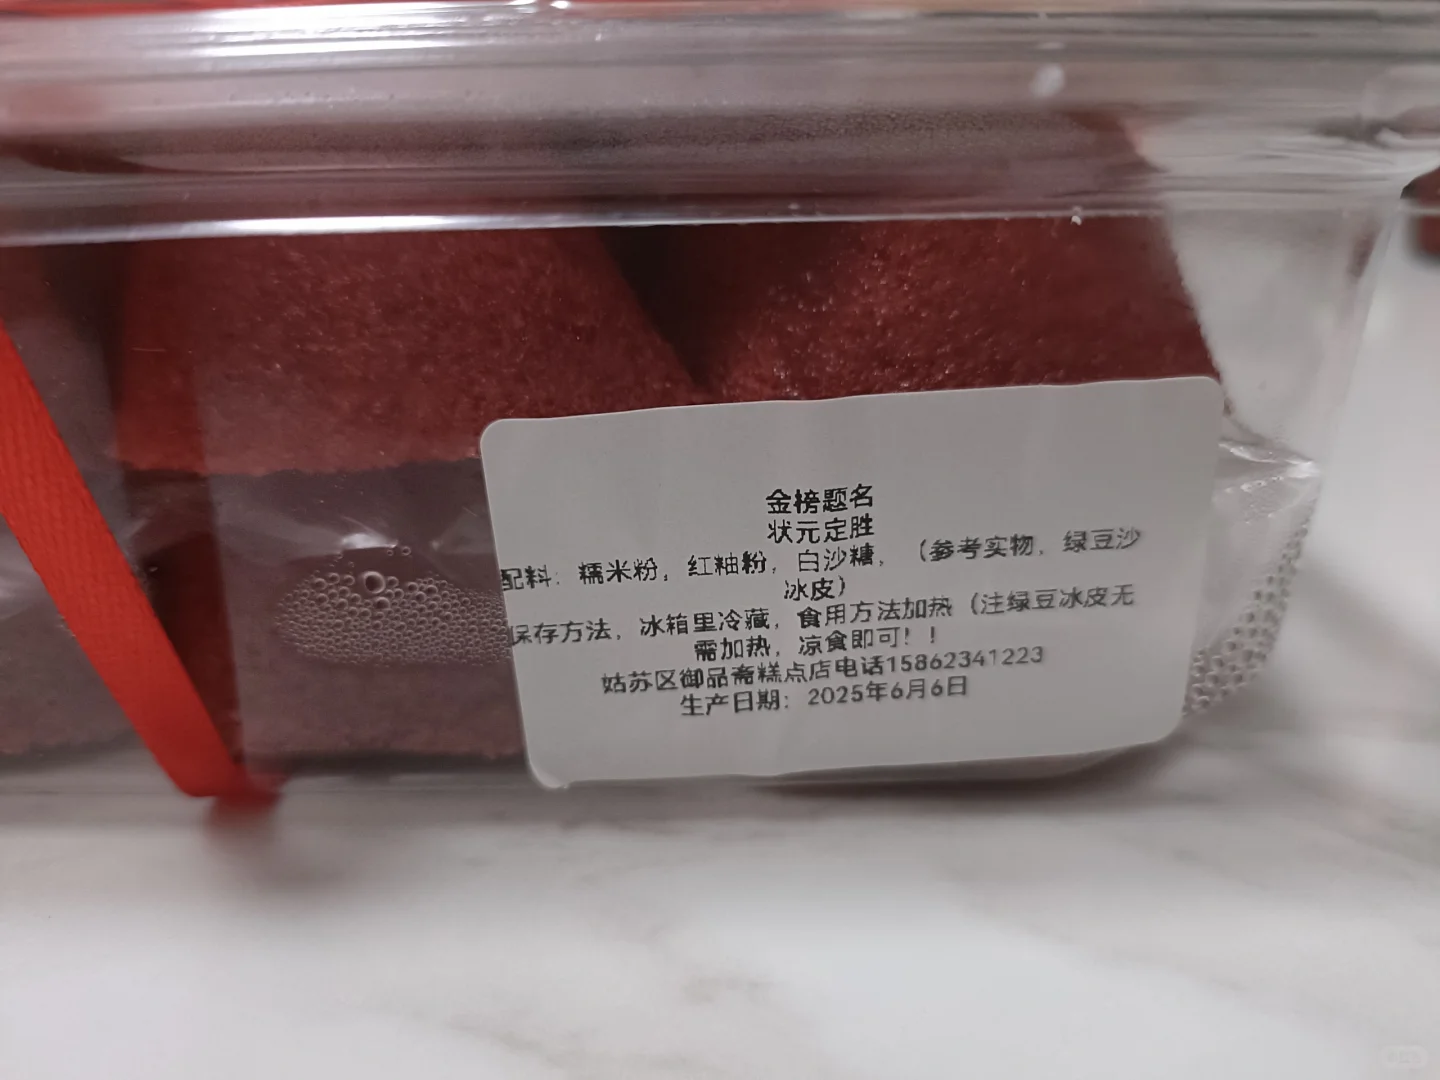 金榜题名
状元定胜
配料：糯米粉，红粬粉，白沙糖，（参考实物，绿豆沙
冰皮）
保存方法，冰箱里冷藏，食用方法加热（注绿豆冰皮无
需加热，凉食即可！！
姑苏区御品斋糕点店电话15862341223
生产日期：2025年6月6日